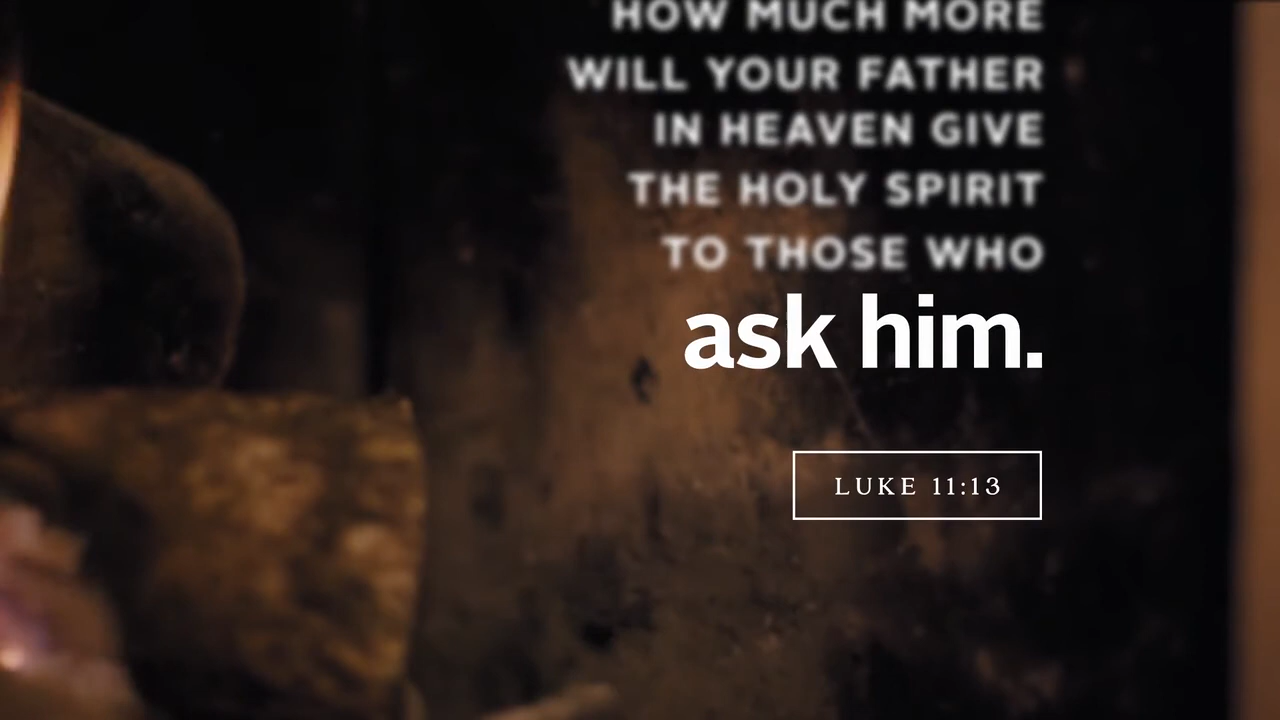 HOW MUCH MORE
WILL YOUR FATHER
IN HEAVEN GIVE
THE HOLY SPIRIT
TO THOSE WHO
ask him.
LUKE 11:13